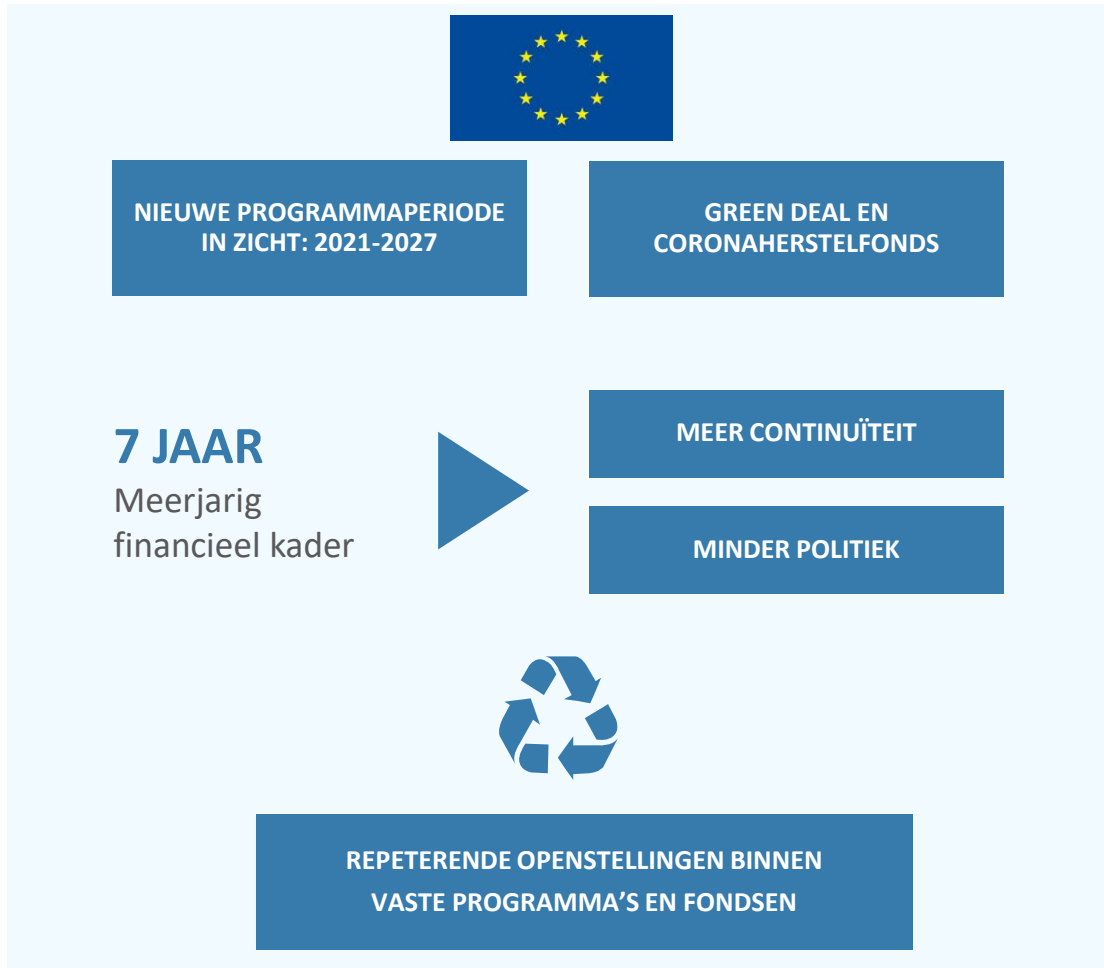 NIEUWE PROGRAMMAPERIODE
IN ZICHT: 2021-2027
GREEN DEAL EN
CORONAHERSTELFONDS
7 JAAR
Meerjarig
financieel kader
MEER CONTINUÏTEIT
MINDER POLITIEK
REPETERENDE OPENSTELLINGEN BINNEN
VASTE PROGRAMMA’S EN FONDSEN